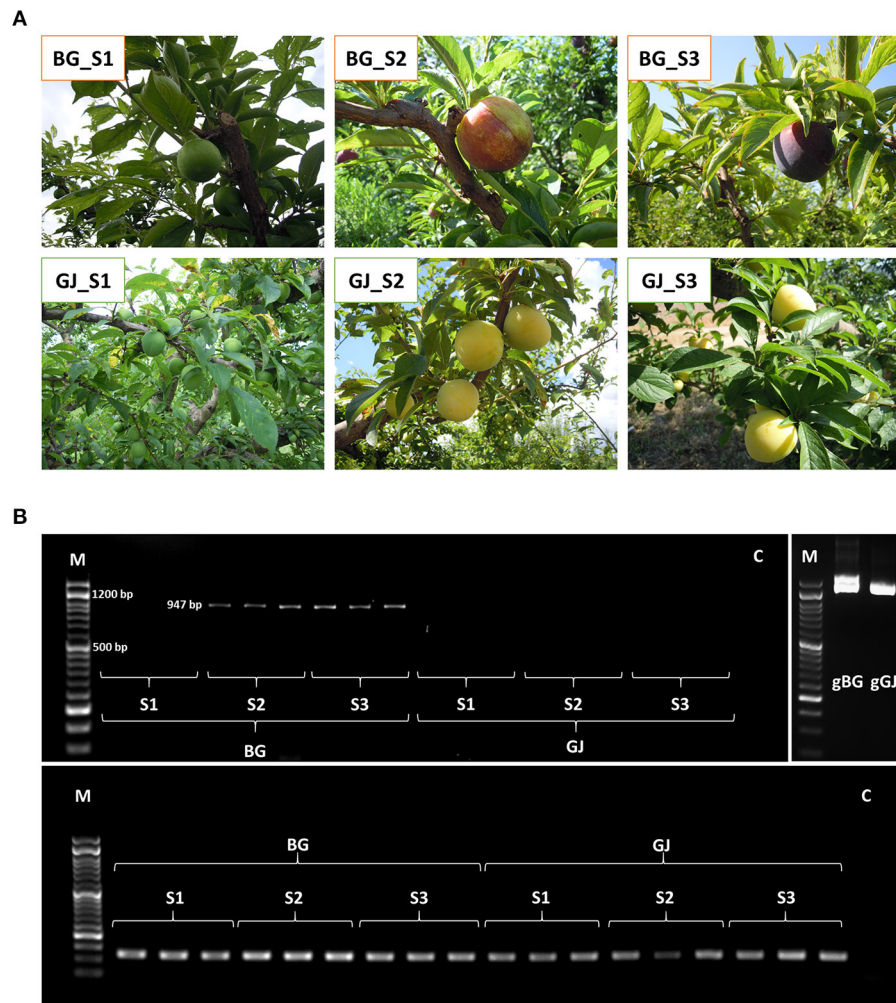 A
BG_S1 BG_S2 BG_S3
GJ_S1 GJ_S2 GJ_S3
B
M C M
1200 bp
947 bp
500 bp
gBG gGJ
S1 S2 S3 S1 S2 S3
BG GJ
M C
BG GJ
S1 S2 S3 S1 S2 S3